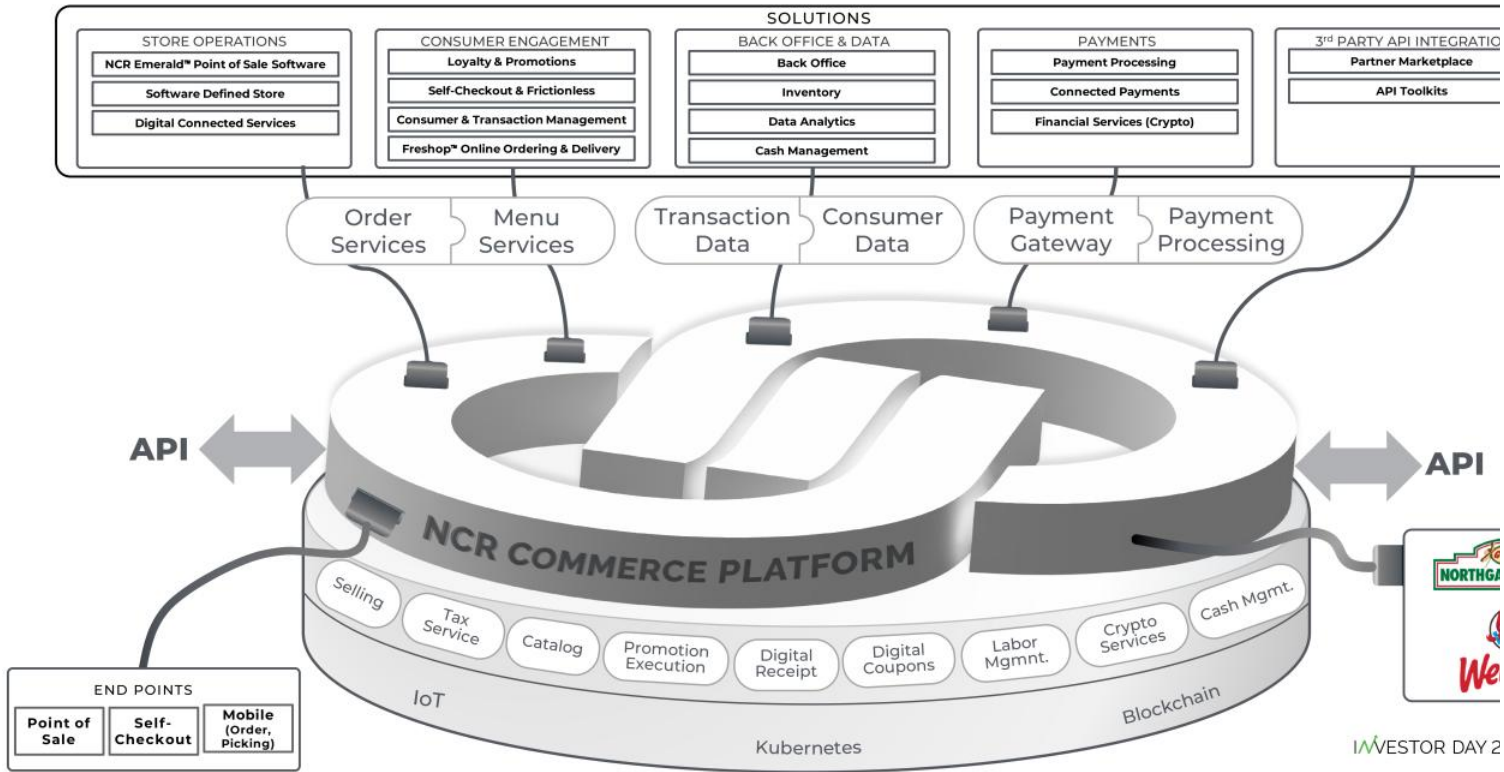 SOLUTIONS
STORE OPERATIONS
NCR Emerald™ Point of Sale Software
Software Defined Store
Digital Connected Services
CONSUMER ENGAGEMENT
Loyalty & Promotions
Self-Checkout & Frictionless
Consumer & Transaction Management
Freshop™ Online Ordering & Delivery
BACK OFFICE & DATA
Back Office
Inventory
Data Analytics
Cash Management
PAYMENTS
Payment Processing
Connected Payments
Financial Services (Crypto)
3rd PARTY API
Partner Marketplace
API Toolkits
Order
Services
Menu
Services
Transaction
Data
Consumer
Data
Payment
Gateway
Payment
Processing
API
API
NCR COMMERCE PLATFORM
Selling
Tax
Service
Catalog
Promotion
Execution
Digital
Receipt
Digital
Coupons
Labor
Mgmnt.
Crypto
Services
Cash Mgmt.
IoT
Kubernetes
Blockchain
END POINTS
Point of
Sale
Self-
Checkout
Mobile
(Order,
Picking)
INVESTOR DAY